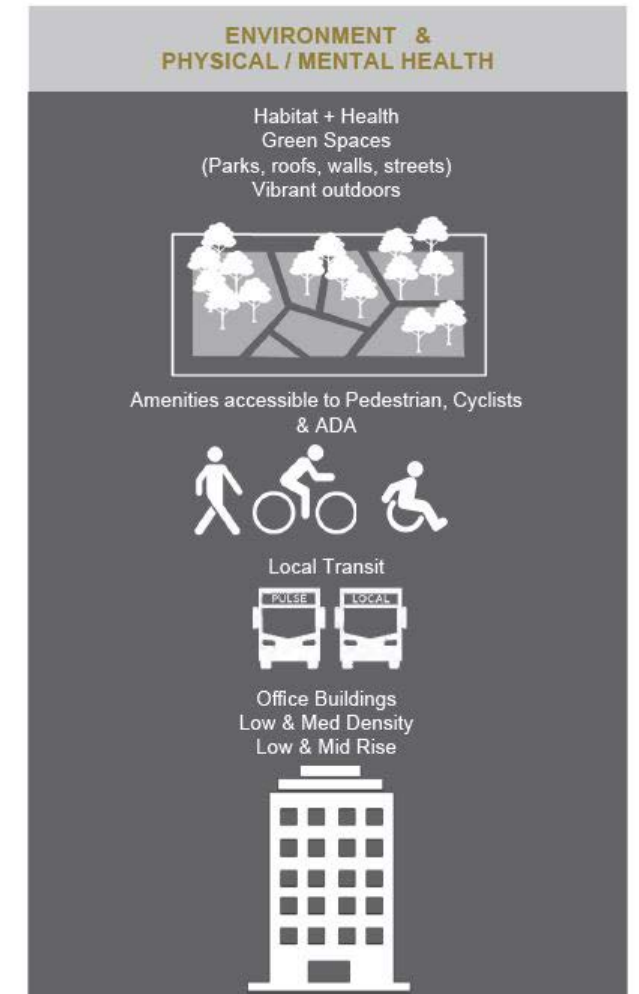 ENVIRONMENT &
PHYSICAL / MENTAL HEALTH
Habitat + Health
Green Spaces
(Parks, roofs, walls, streets)
Vibrant outdoors
Amenities accessible to Pedestrian, Cyclists
& ADA
Local Transit
PULSE LOCAL
Office Buildings
Low & Med Density
Low & Mid Rise